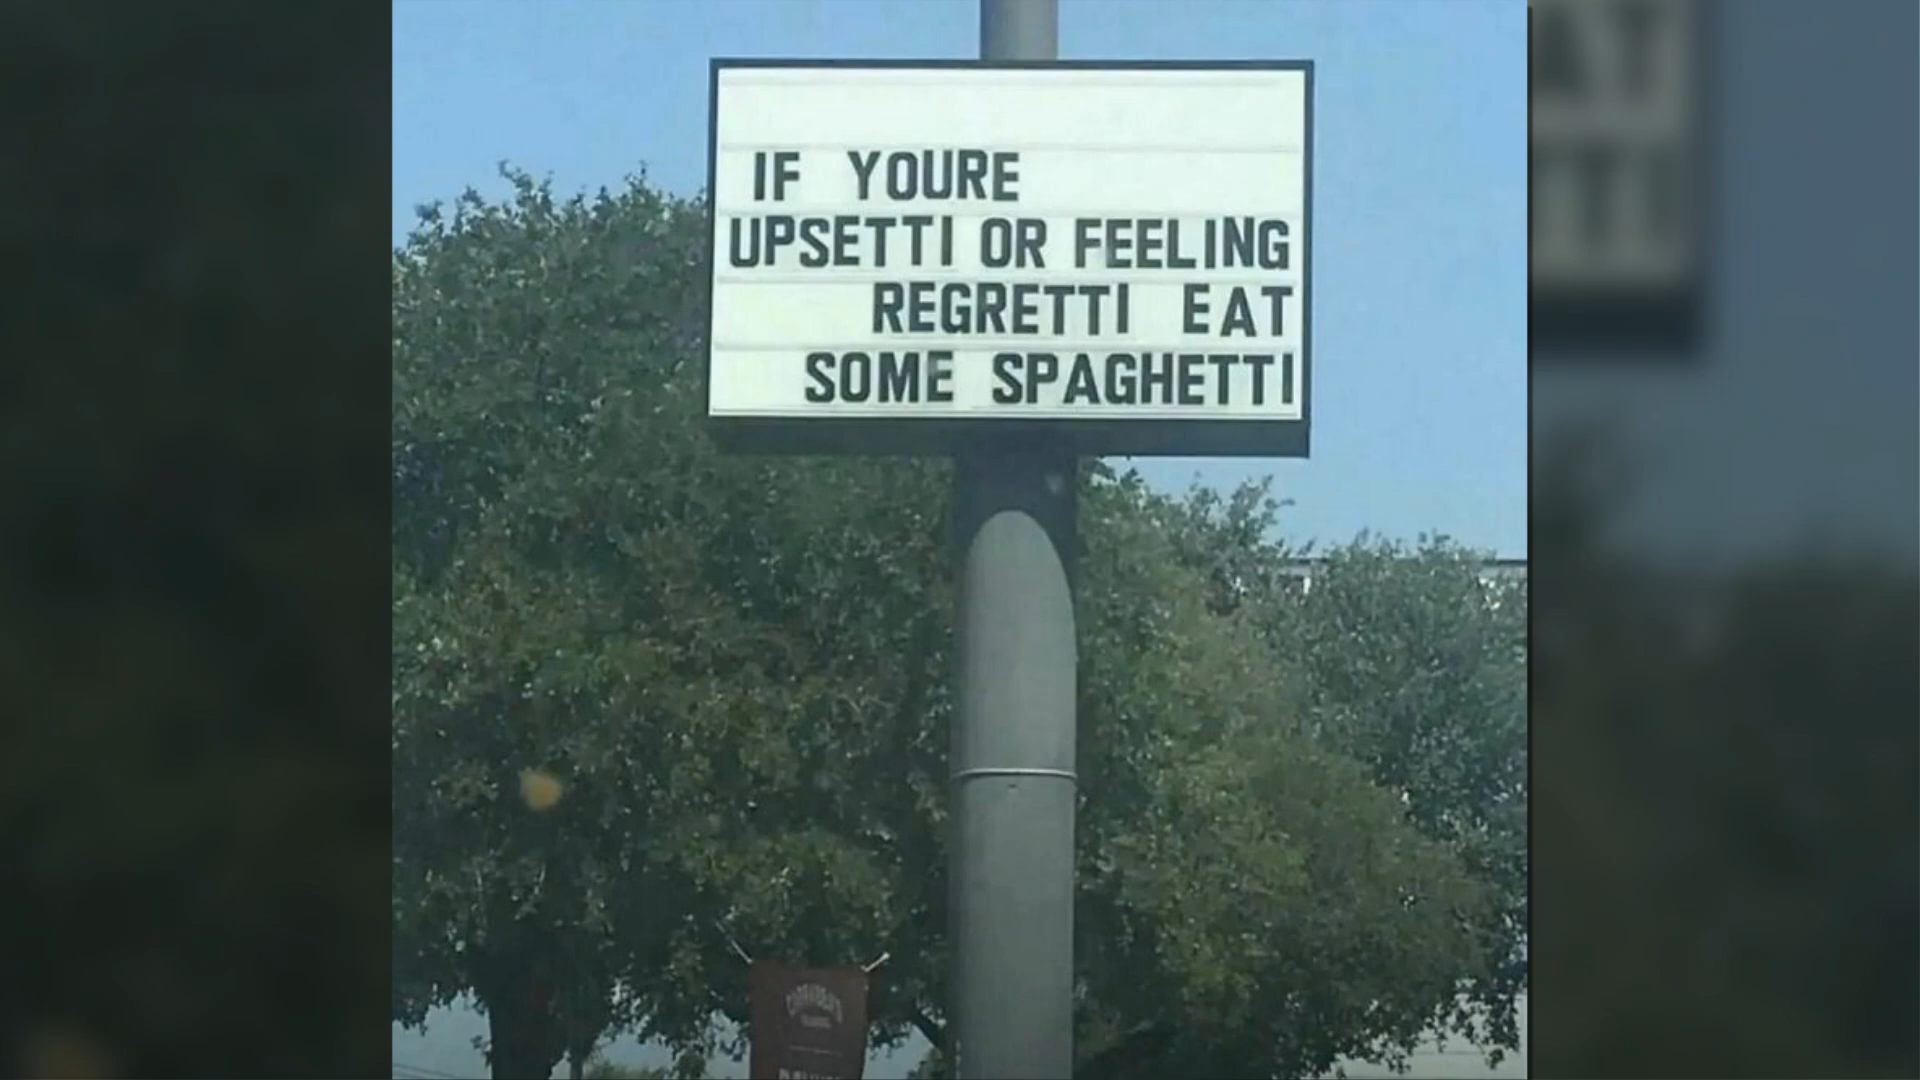 IF YOURE
UPSETTI OR FEELING
REGRETTI EAT
SOME SPAGHETTI